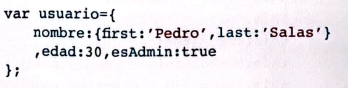 var usuario={
   nombre:{first:'Pedro',last:'Salas'}
   ,edad:30,esAdmin:true
};